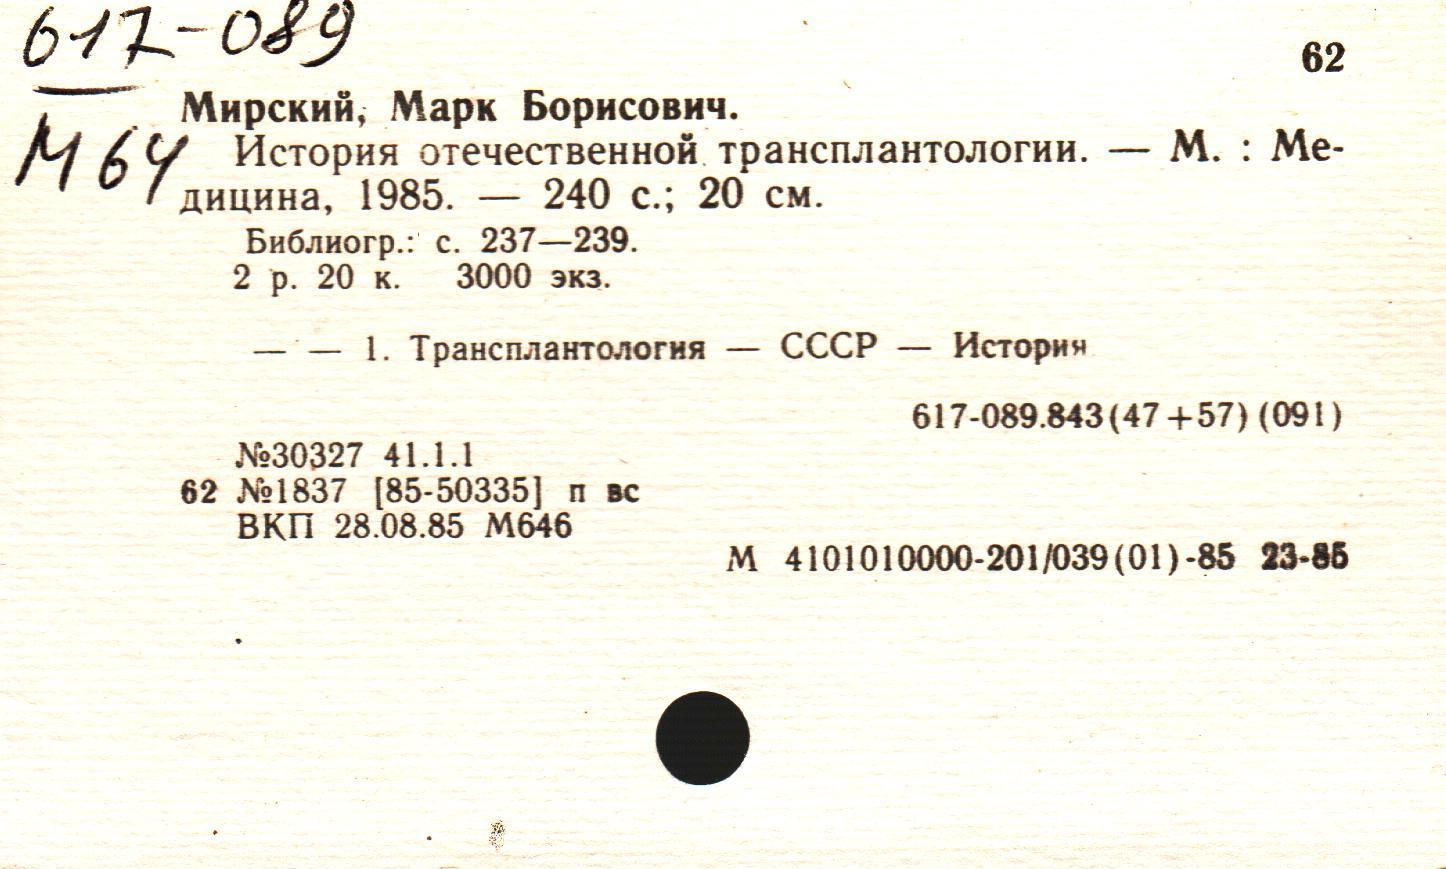 617-089
62
Мирский, Марк Борисович.
М 64
История отечественной трансплантологии. — М. : Ме-
дицина, 1985. — 240 с.; 20 см.
Библиогр.: с. 237—239.
2 р. 20 к. 3000 экз.
— — 1. Трансплантология — СССР — История
617-089.843(47+57)(091)
№30327 41.1.1
62 №1837 [85-50335] п вс
ВКП 28.08.85 М646
М 4101010000-201/039(01)-85 23-85